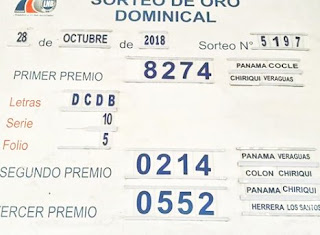 LNB
SORTEO DE ORO
DOMINICAL
28 de OCTUBRE de 2018 Sorteo N° 5197
PRIMER PREMIO 8274 PANAMA COCLE
CHIRIQUI VERAGUAS
Letras DCDB
Serie 10
Folio 5
SEGUNDO PREMIO 0214 PANAMA VERAGUAS
COLON CHIRIQUI
TERCER PREMIO 0552 PANAMA CHIRIQUI
HERRERA LOS SANTOS